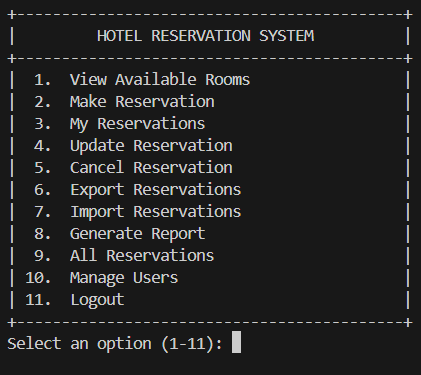 +-------------------------------------------+
|         HOTEL RESERVATION SYSTEM          |
+-------------------------------------------+
|  1.  View Available Rooms                 |
|  2.  Make Reservation                     |
|  3.  My Reservations                      |
|  4.  Update Reservation                   |
|  5.  Cancel Reservation                   |
|  6.  Export Reservations                  |
|  7.  Import Reservations                  |
|  8.  Generate Report                      |
|  9.  All Reservations                     |
| 10.  Manage Users                         |
| 11.  Logout                               |
+-------------------------------------------+
Select an option (1-11):